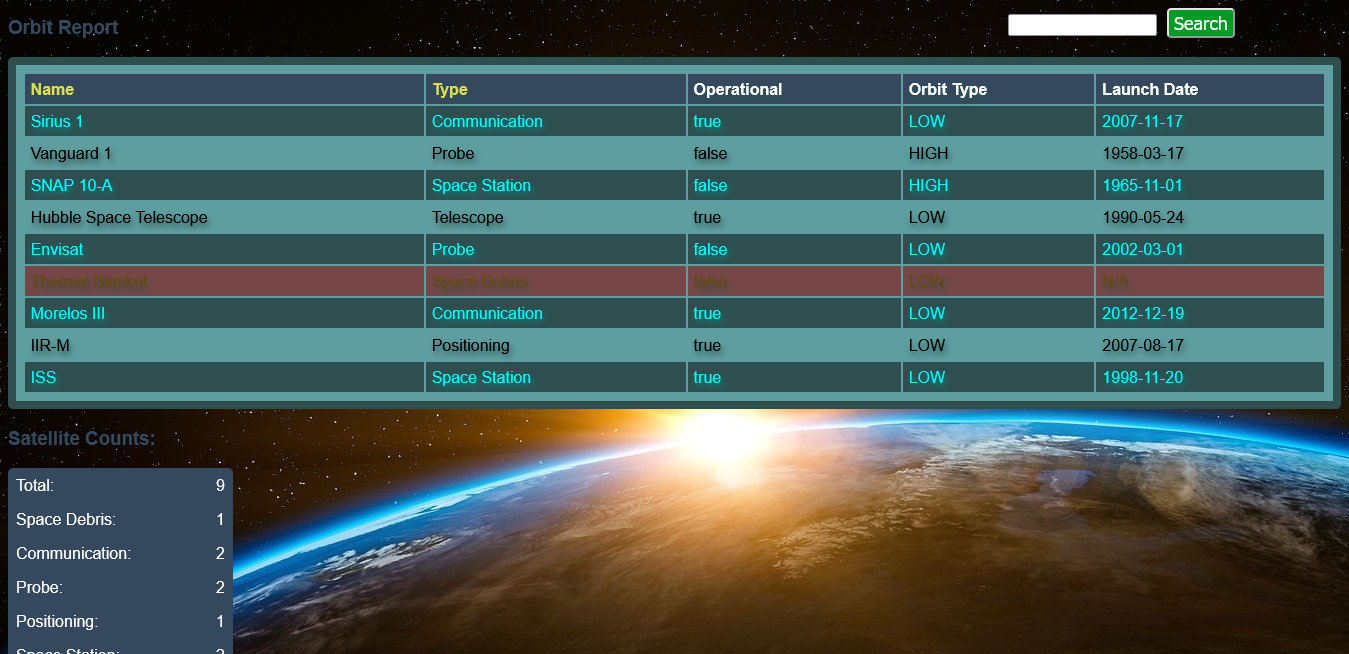 Orbit Report
Search
Name Type Operational Orbit Type Launch Date
Sirius 1 Communication true LOW 2007-11-17
Vanguard 1 Probe false HIGH 1958-03-17
SNAP 10-A Space Station false HIGH 1965-11-01
Hubble Space Telescope Telescope true LOW 1990-05-24
Envisat Probe false LOW 2002-03-01
Thermal Blanket Space Debris false LOW N/A
Morelos III Communication true LOW 2012-12-19
IIR-M Positioning true LOW 2007-08-17
ISS Space Station true LOW 1998-11-20
Satellite Counts:
Total: 9
Space Debris: 1
Communication: 2
Probe: 2
Positioning: 1
Space Station: 2